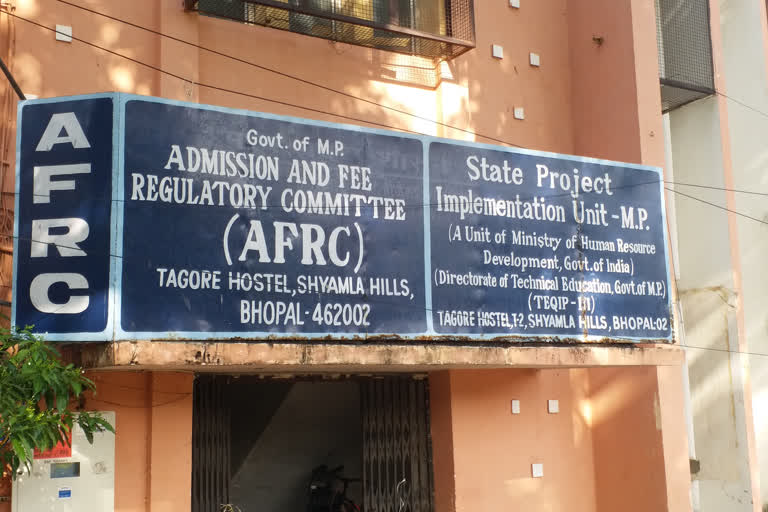 AFRC
Govt. of M.P.
ADMISSION AND FEE
REGULATORY COMMITTEE
(AFRC)
TAGORE HOSTEL, SHYAMLA HILLS,
BHOPAL - 462002
State Project
Implementation Unit - M.P.
(A Unit of Ministry of Human Resource
Development, Govt. of India)
(Directorate of Technical Education, Govt. of M.P.)
(TEQIP-III)
TAGORE HOSTEL, T-2, SHYAMLA HILLS, BHOPAL-02